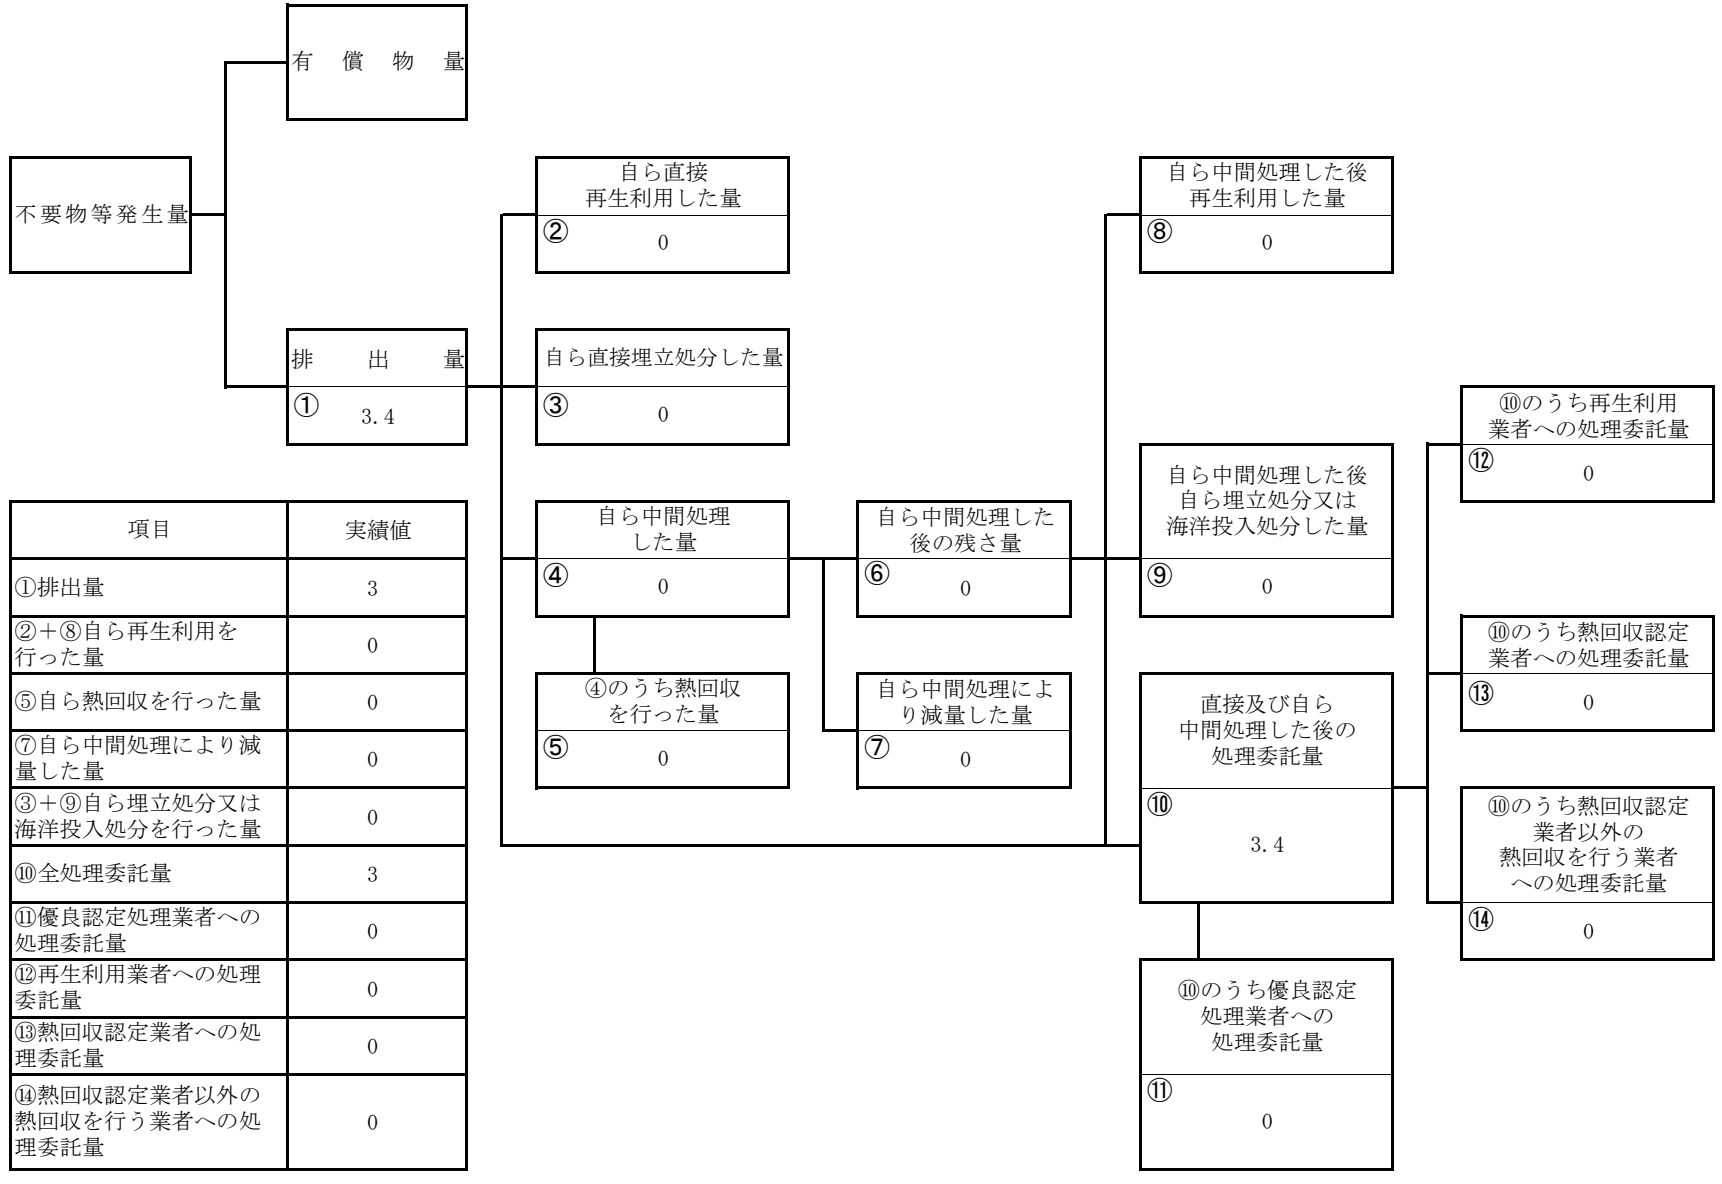 有償物量
不要物等発生量
排出量
① 3.4
自ら直接
再生利用した量
② 0
自ら直接埋立処分した量
③ 0
自ら中間処理
した量
④ 0
④のうち熱回収
を行った量
⑤ 0
自ら中間処理した
後の残さ量
⑥ 0
自ら中間処理によ
り減量した量
⑦ 0
自ら中間処理した後
再生利用した量
⑧ 0
自ら中間処理した後
自ら埋立処分又は
海洋投入処分した量
⑨ 0
直接及び自ら
中間処理した後の
処理委託量
⑩
3.4
⑩のうち優良認定
処理業者への
処理委託量
⑪
0
⑩のうち再生利用
業者への処理委託量
⑫ 0
⑩のうち熱回収認定
業者への処理委託量
⑬ 0
⑩のうち熱回収認定
業者以外の
熱回収を行う業者
への処理委託量
⑭ 0
項目 実績値
①排出量 3
②＋⑧自ら再生利用を
行った量 0
⑤自ら熱回収を行った量 0
⑦自ら中間処理により減
量した量 0
③＋⑨自ら埋立処分又は
海洋投入処分を行った量 0
⑩全処理委託量 3
⑪優良認定処理業者への
処理委託量 0
⑫再生利用業者への処理
委託量 0
⑬熱回収認定業者への処
理委託量 0
⑭熱回収認定業者以外の
熱回収を行う業者への処
理委託量 0